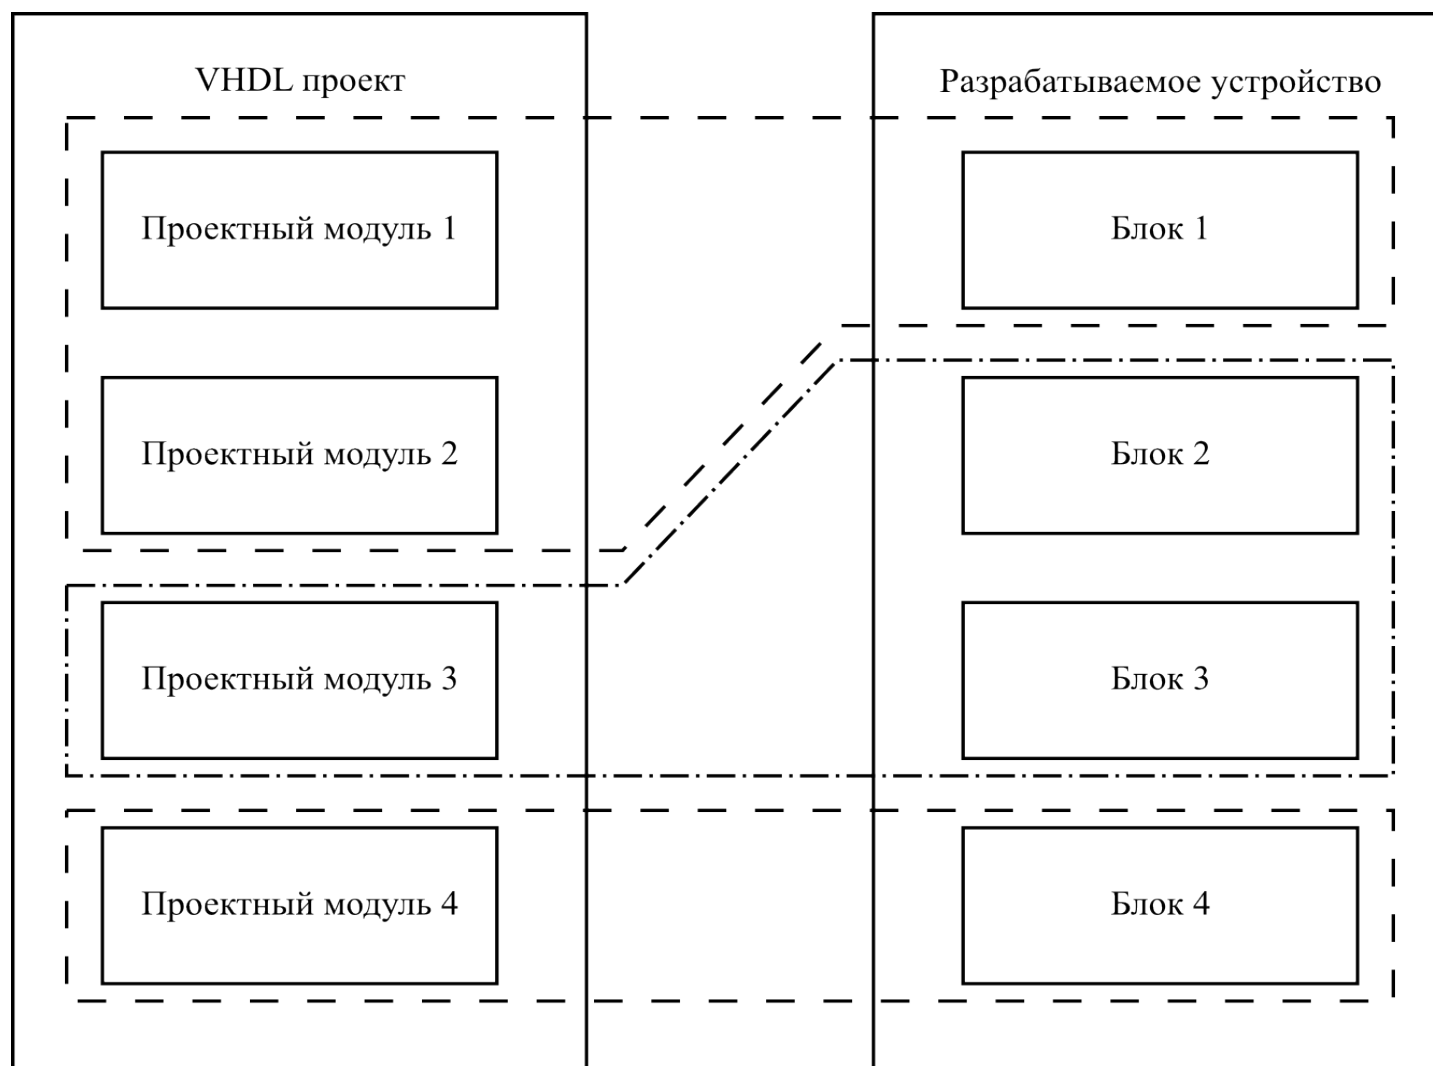 VHDL проект
Разрабатываемое устройство
Проектный модуль 1
Блок 1
Проектный модуль 2
Блок 2
Проектный модуль 3
Блок 3
Проектный модуль 4
Блок 4